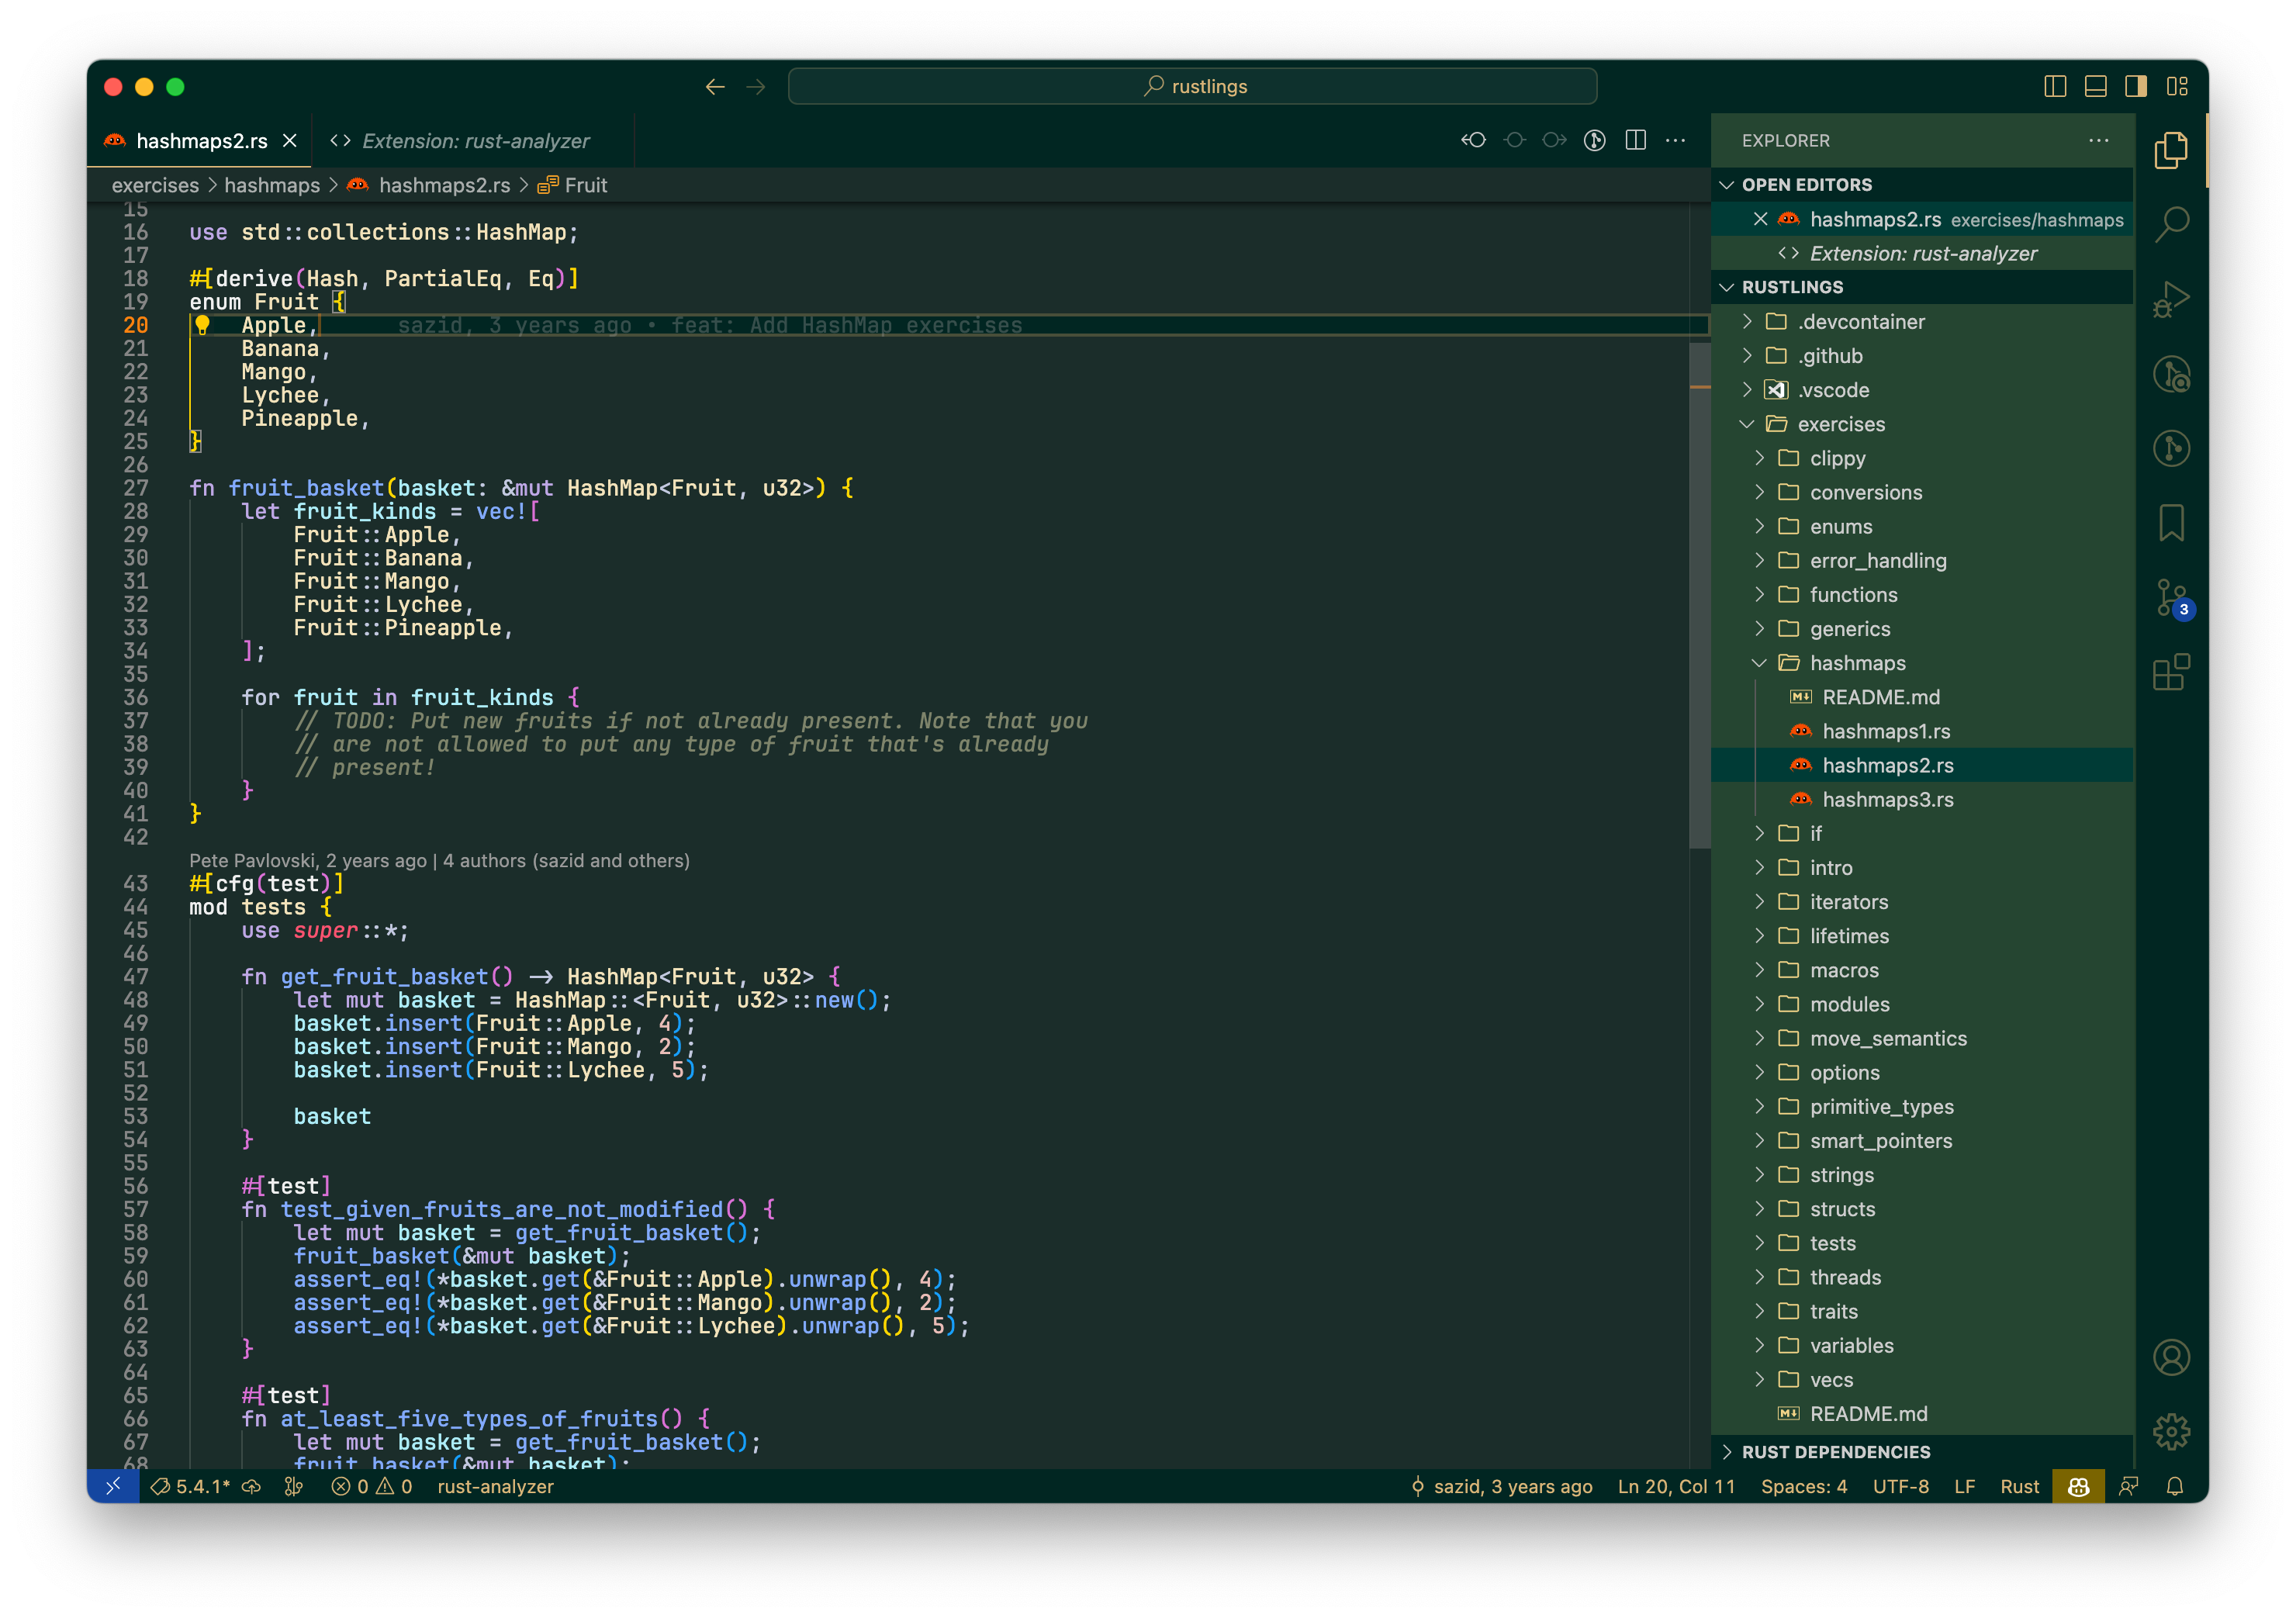 rustlings
hashmaps2.rs
Extension: rust-analyzer
exercises > hashmaps > hashmaps2.rs > Fruit
15
16 use std::collections::HashMap;
17
18 #[derive(Hash, PartialEq, Eq)]
19 enum Fruit {
20     Apple,      sazid, 3 years ago • feat: Add HashMap exercises
21     Banana,
22     Mango,
23     Lychee,
24     Pineapple,
25 }
26
27 fn fruit_basket(basket: &mut HashMap<Fruit, u32>) {
28     let fruit_kinds = vec![
29         Fruit::Apple,
30         Fruit::Banana,
31         Fruit::Mango,
32         Fruit::Lychee,
33         Fruit::Pineapple,
34     ];
35
36     for fruit in fruit_kinds {
37         // TODO: Put new fruits if not already present. Note that you
38         // are not allowed to put any type of fruit that's already
39         // present!
40     }
41 }
42
Pete Pavlovski, 2 years ago | 4 authors (sazid and others)
43 #[cfg(test)]
44 mod tests {
45     use super::*;
46
47     fn get_fruit_basket() -> HashMap<Fruit, u32> {
48         let mut basket = HashMap::<Fruit, u32>::new();
49         basket.insert(Fruit::Apple, 4);
50         basket.insert(Fruit::Mango, 2);
51         basket.insert(Fruit::Lychee, 5);
52
53         basket
54     }
55
56     #[test]
57     fn test_given_fruits_are_not_modified() {
58         let mut basket = get_fruit_basket();
59         fruit_basket(&mut basket);
60         assert_eq!(*basket.get(&Fruit::Apple).unwrap(), 4);
61         assert_eq!(*basket.get(&Fruit::Mango).unwrap(), 2);
62         assert_eq!(*basket.get(&Fruit::Lychee).unwrap(), 5);
63     }
64
65     #[test]
66     fn at_least_five_types_of_fruits() {
67         let mut basket = get_fruit_basket();
68         fruit_basket(&mut basket);
EXPLORER
OPEN EDITORS
hashmaps2.rs exercises/hashmaps
Extension: rust-analyzer
RUSTLINGS
.devcontainer
.github
.vscode
exercises
clippy
conversions
enums
error_handling
functions
generics
hashmaps
README.md
hashmaps1.rs
hashmaps2.rs
hashmaps3.rs
if
intro
iterators
lifetimes
macros
modules
move_semantics
options
primitive_types
smart_pointers
strings
structs
tests
threads
traits
variables
vecs
README.md
RUST DEPENDENCIES
3
5.4.1* 0 0 rust-analyzer sazid, 3 years ago Ln 20, Col 11 Spaces: 4 UTF-8 LF Rust